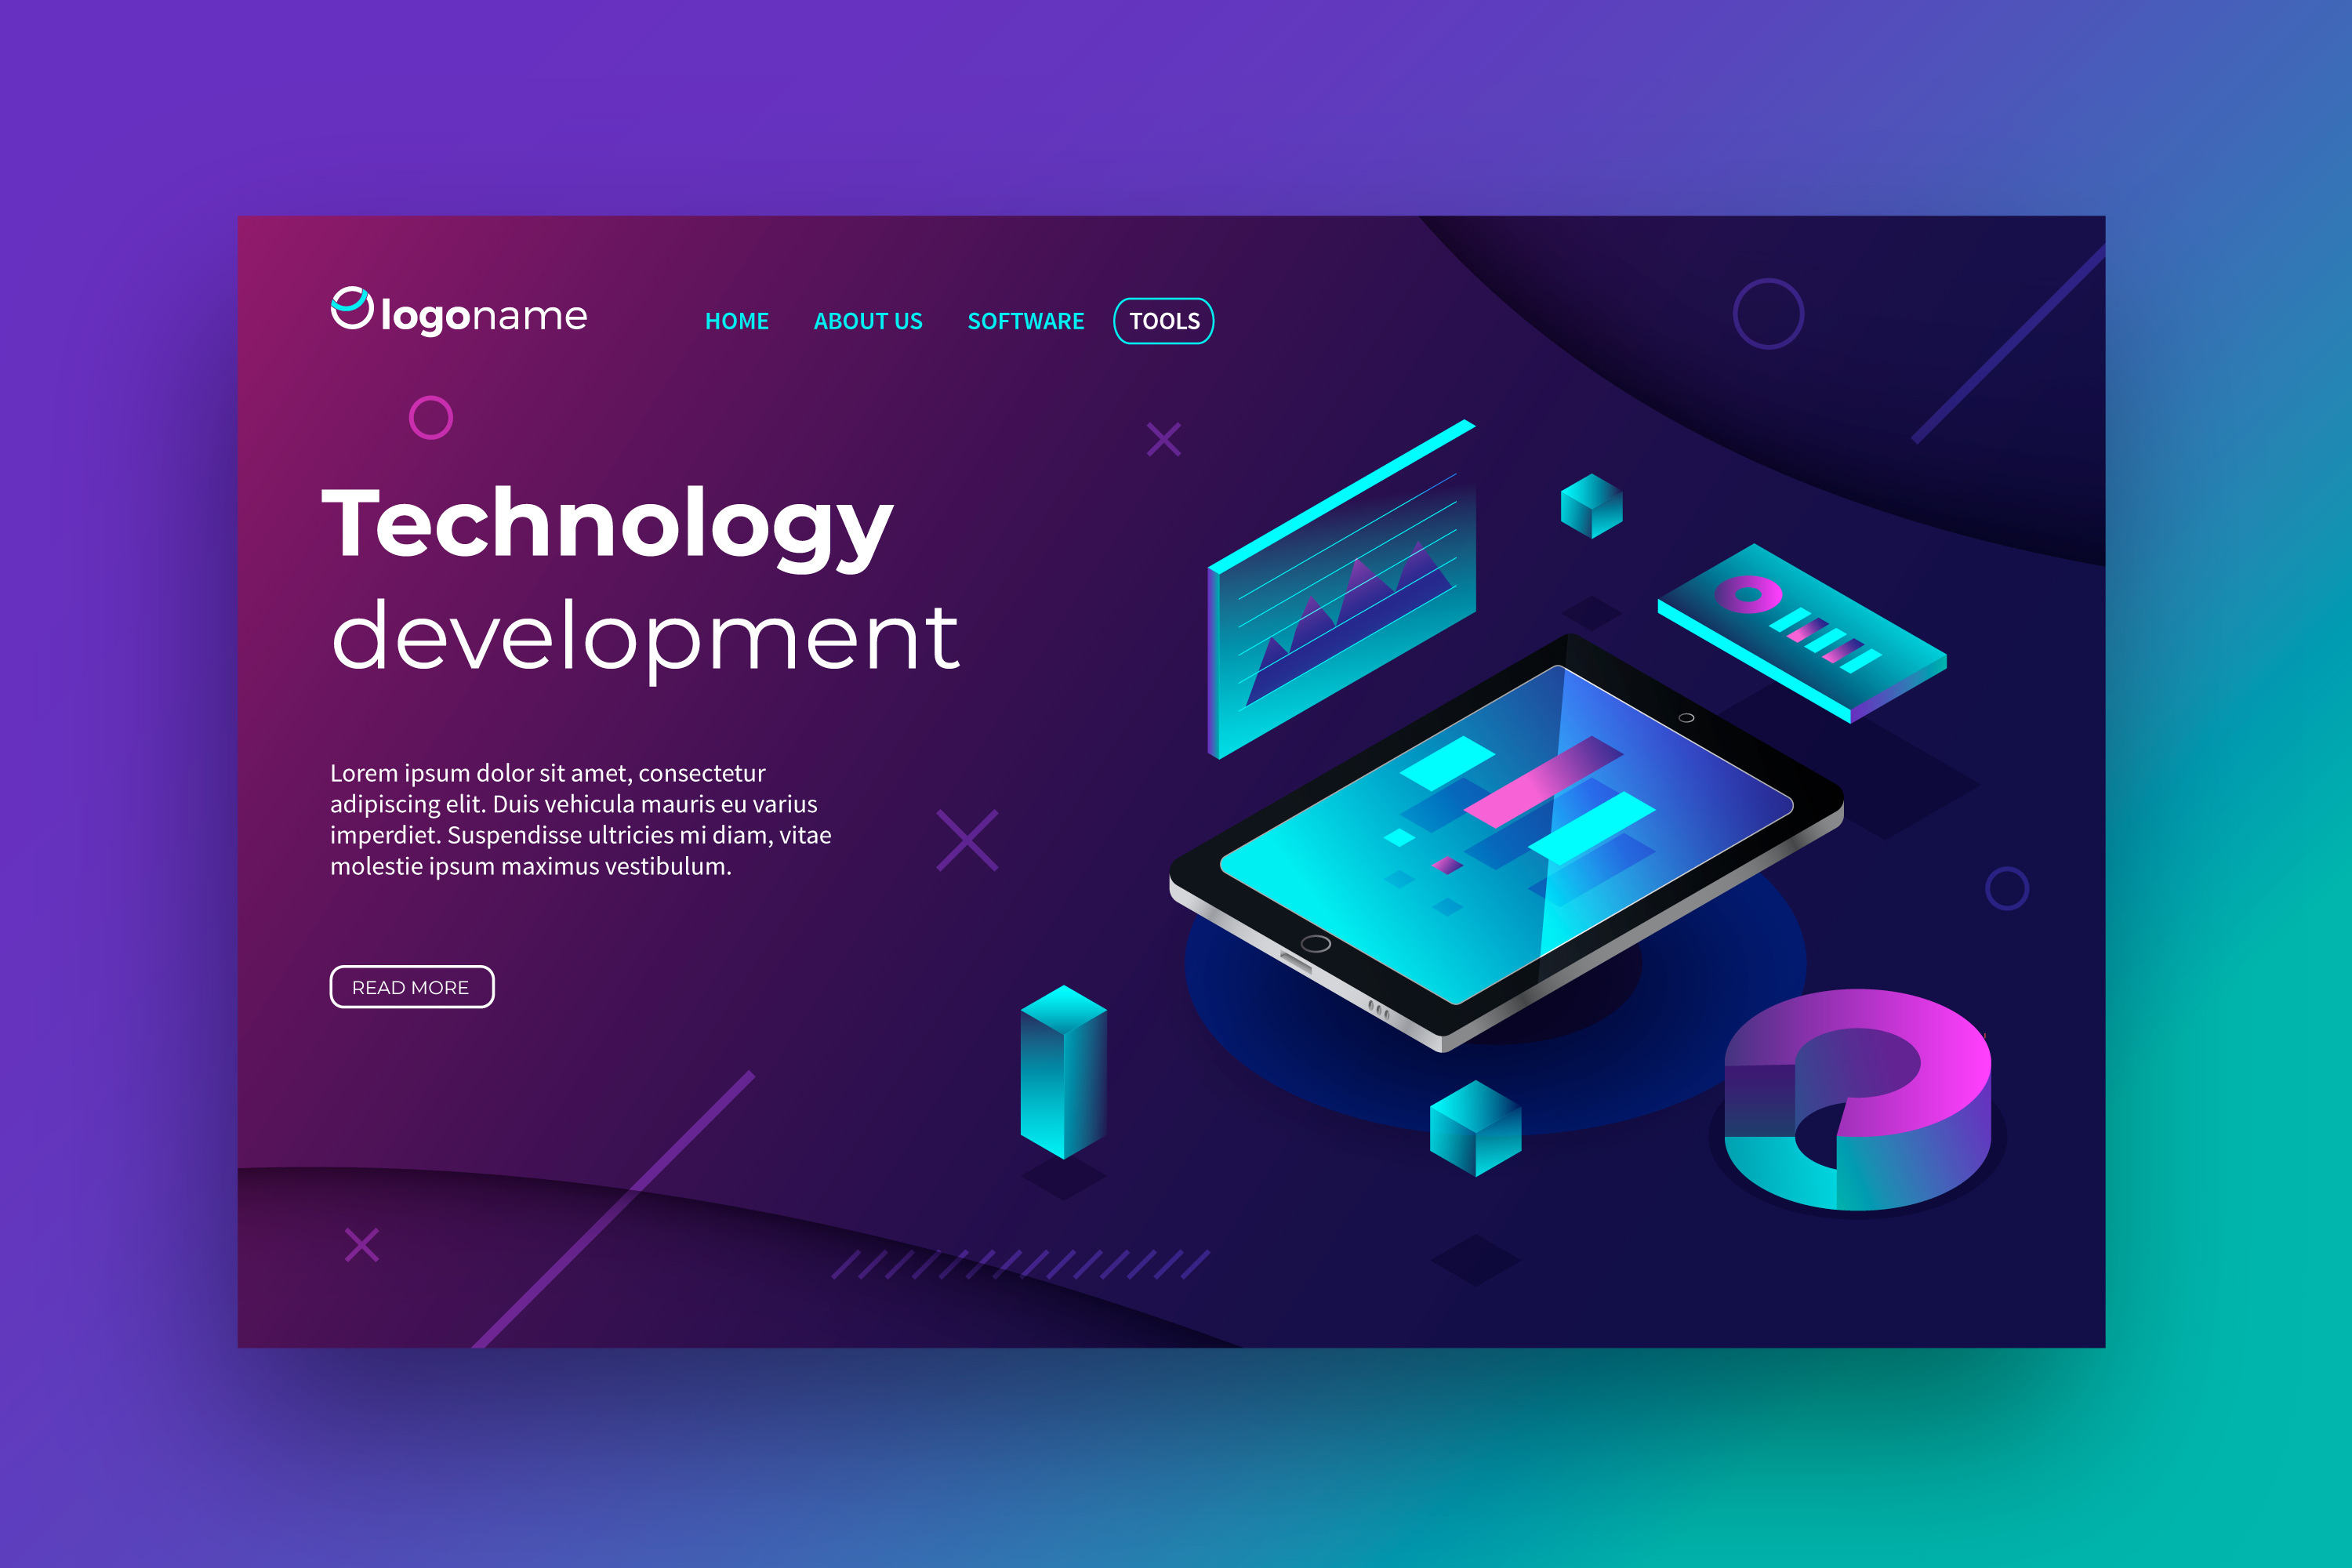 logoname
HOME ABOUT US SOFTWARE TOOLS
Technology
development
Lorem ipsum dolor sit amet, consectetur
adipiscing elit. Duis vehicula mauris eu varius
imperdiet. Suspendisse ultricies mi diam, vitae
molestie ipsum maximus vestibulum.
READ MORE